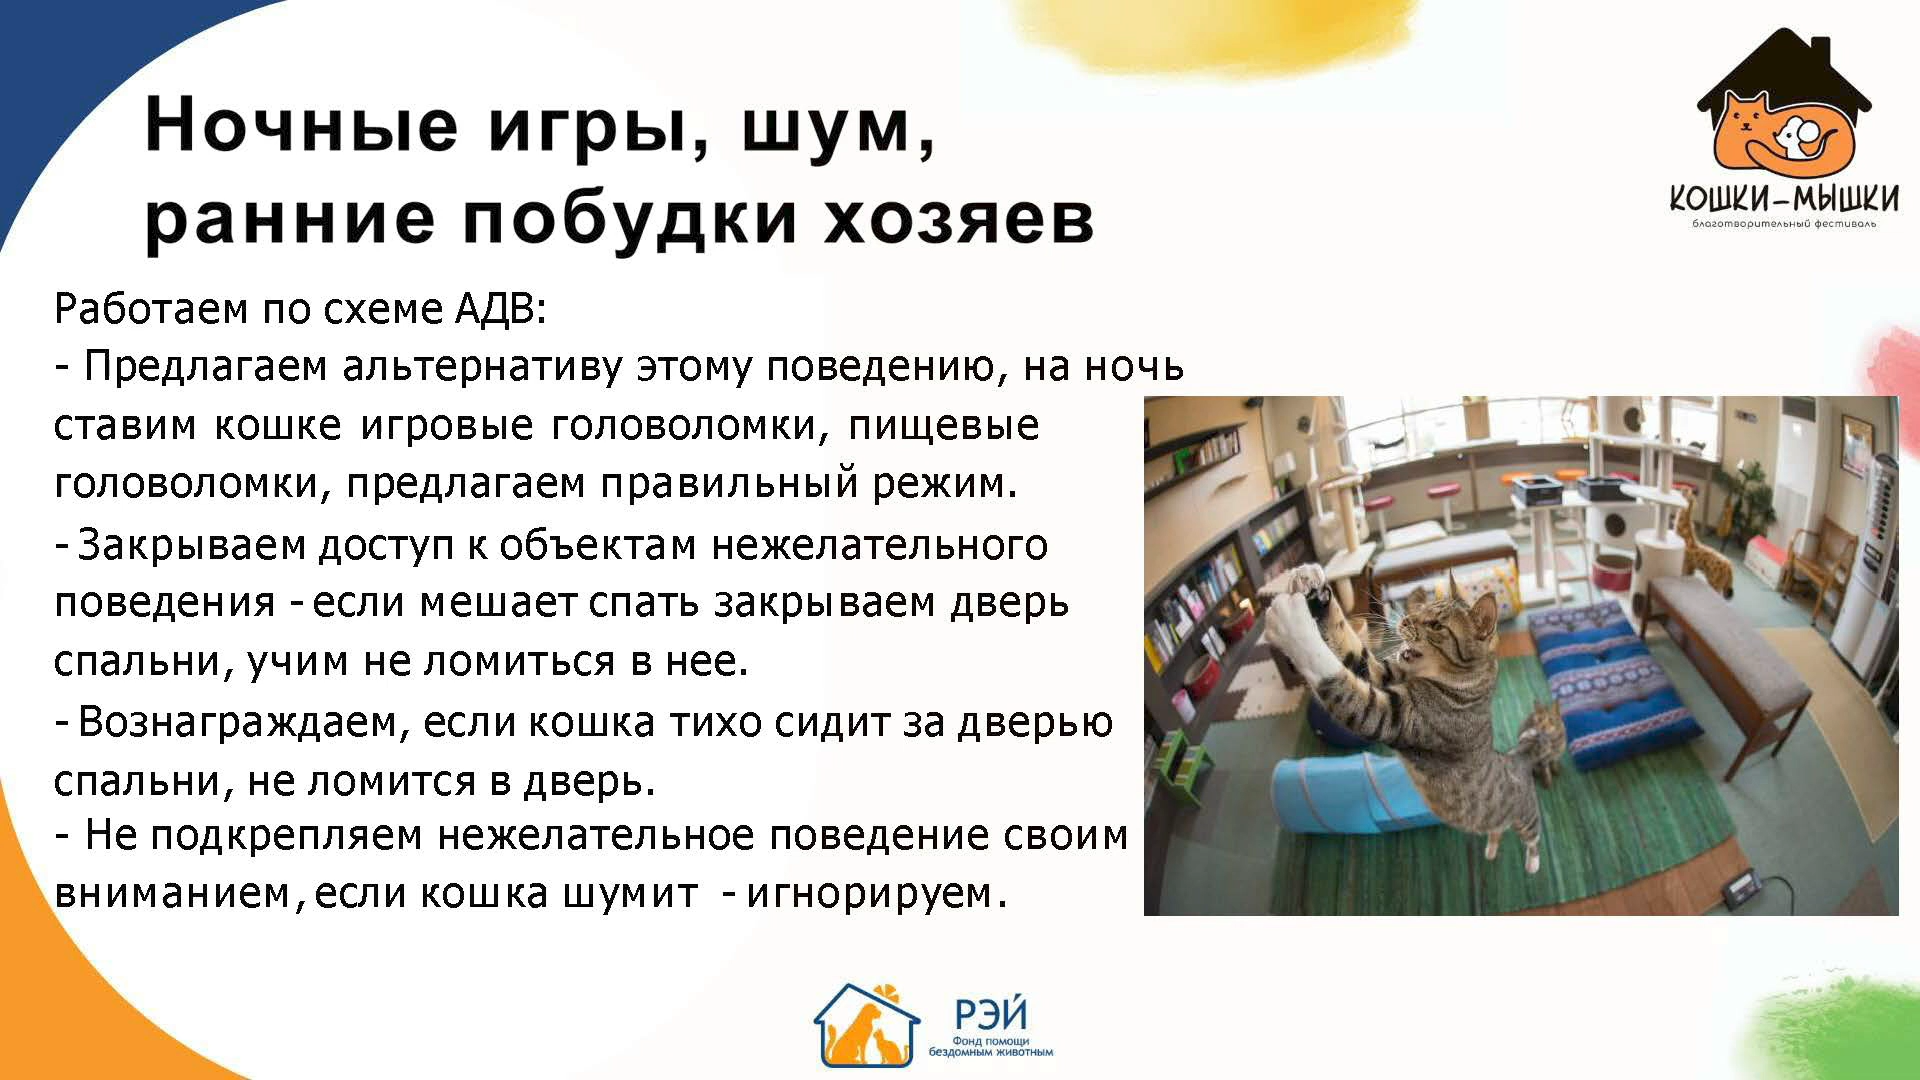 Ночные игры, шум,
ранние побудки хозяев
КОШКИ-МЫШКИ
благотворительный фестиваль
Работаем по схеме АДВ:
- Предлагаем альтернативу этому поведению, на ночь
ставим кошке игровые головоломки, пищевые
головоломки, предлагаем правильный режим.
- Закрываем доступ к объектам нежелательного
поведения - если мешает спать закрываем дверь
спальни, учим не ломиться в нее.
- Вознаграждаем, если кошка тихо сидит за дверью
спальни, не ломится в дверь.
- Не подкрепляем нежелательное поведение своим
вниманием, если кошка шумит - игнорируем.
РЭЙ
Фонд помощи
бездомным животным